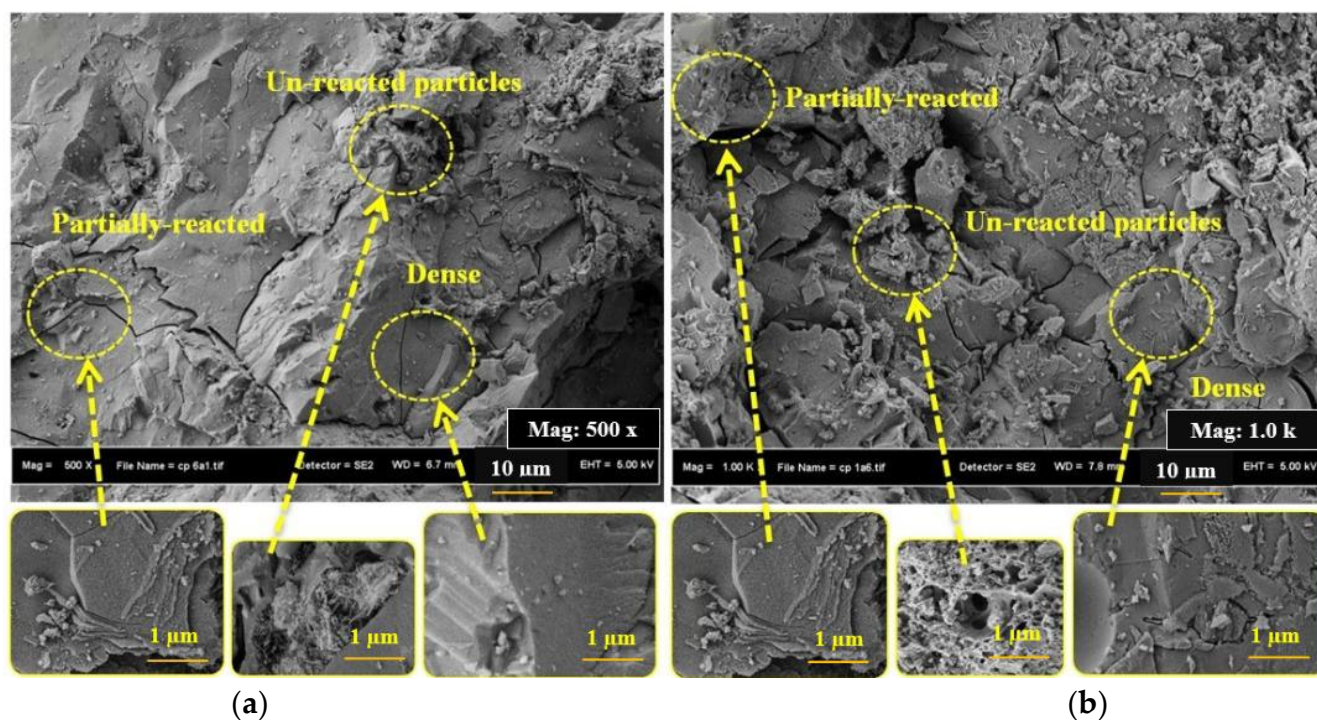 Un-reacted particles
Partially-reacted
Dense
Mag: 500 x
Mag = 500 X File Name = cp 6a1.tif Detector = SE2 WD = 6.7 mm 10 µm EHT = 5.00 kV
1 µm
1 µm
1 µm
(a)
Partially-reacted
Un-reacted particles
Dense
Mag: 1.0 k
Mag = 1.00 K File Name = cp 1a6.tif Detector = SE2 WD = 7.8 mm 10 µm EHT = 5.00 kV
1 µm
1 µm
1 µm
(b)